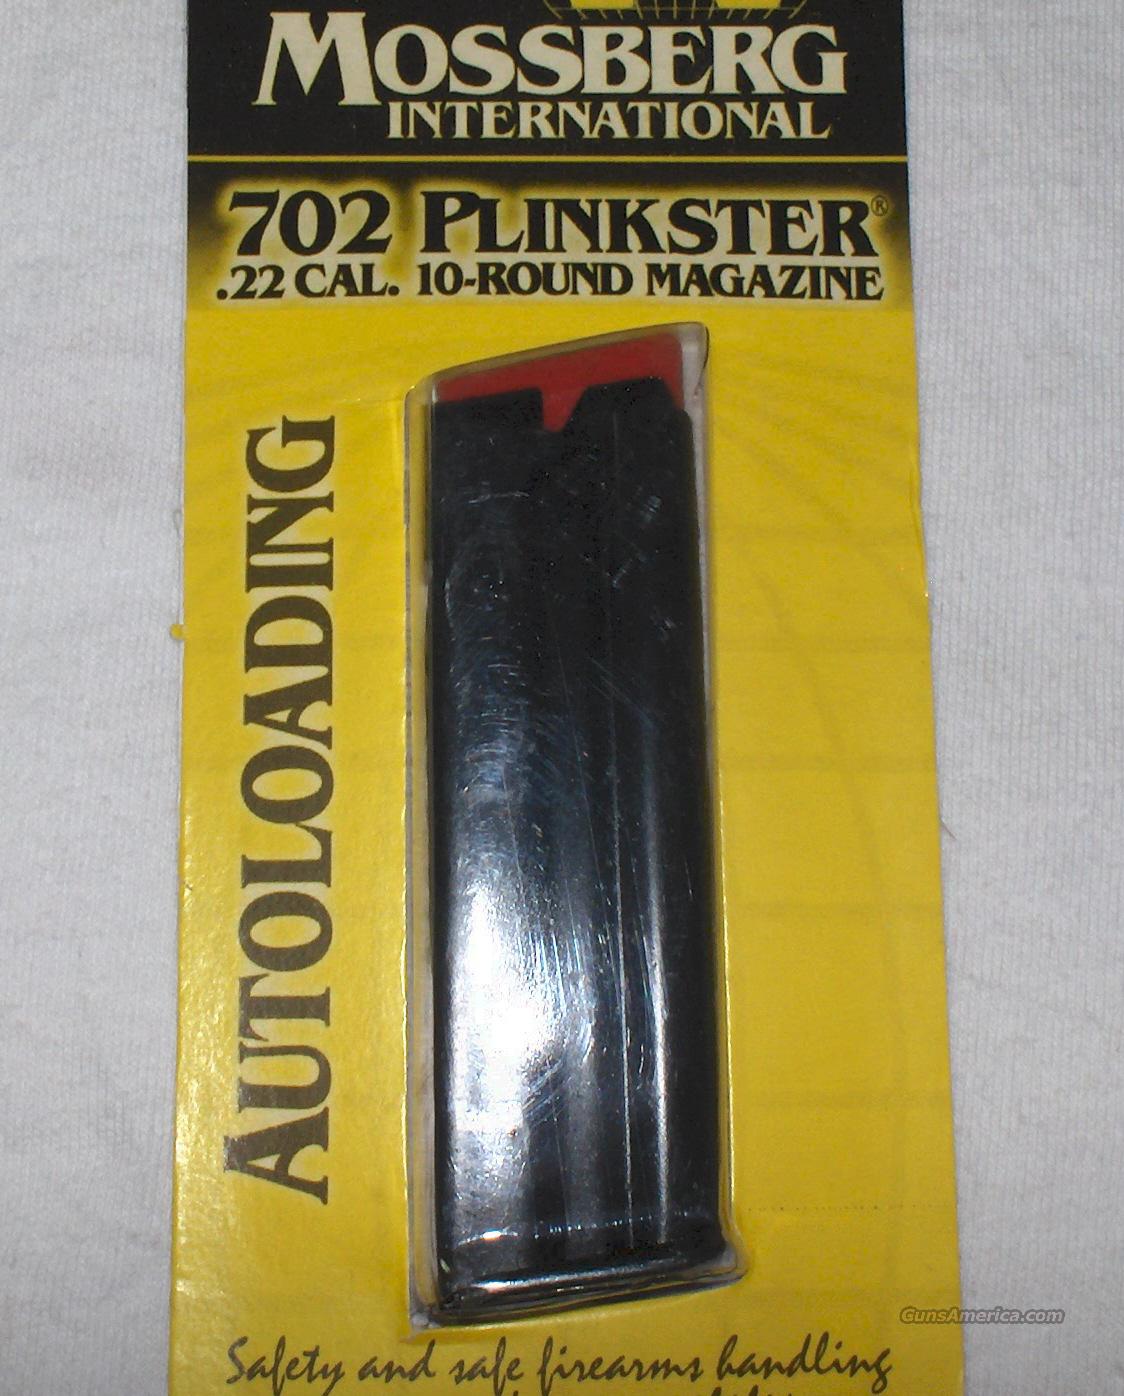 MOSSBERG
INTERNATIONAL
702 PLINKSTER®
.22 CAL. 10-ROUND MAGAZINE
AUTOLOADING
GunsAmerica.com
Safety and safe firearms handling